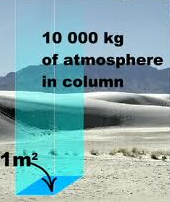 10 000 kg
of atmosphere
in column
1m²